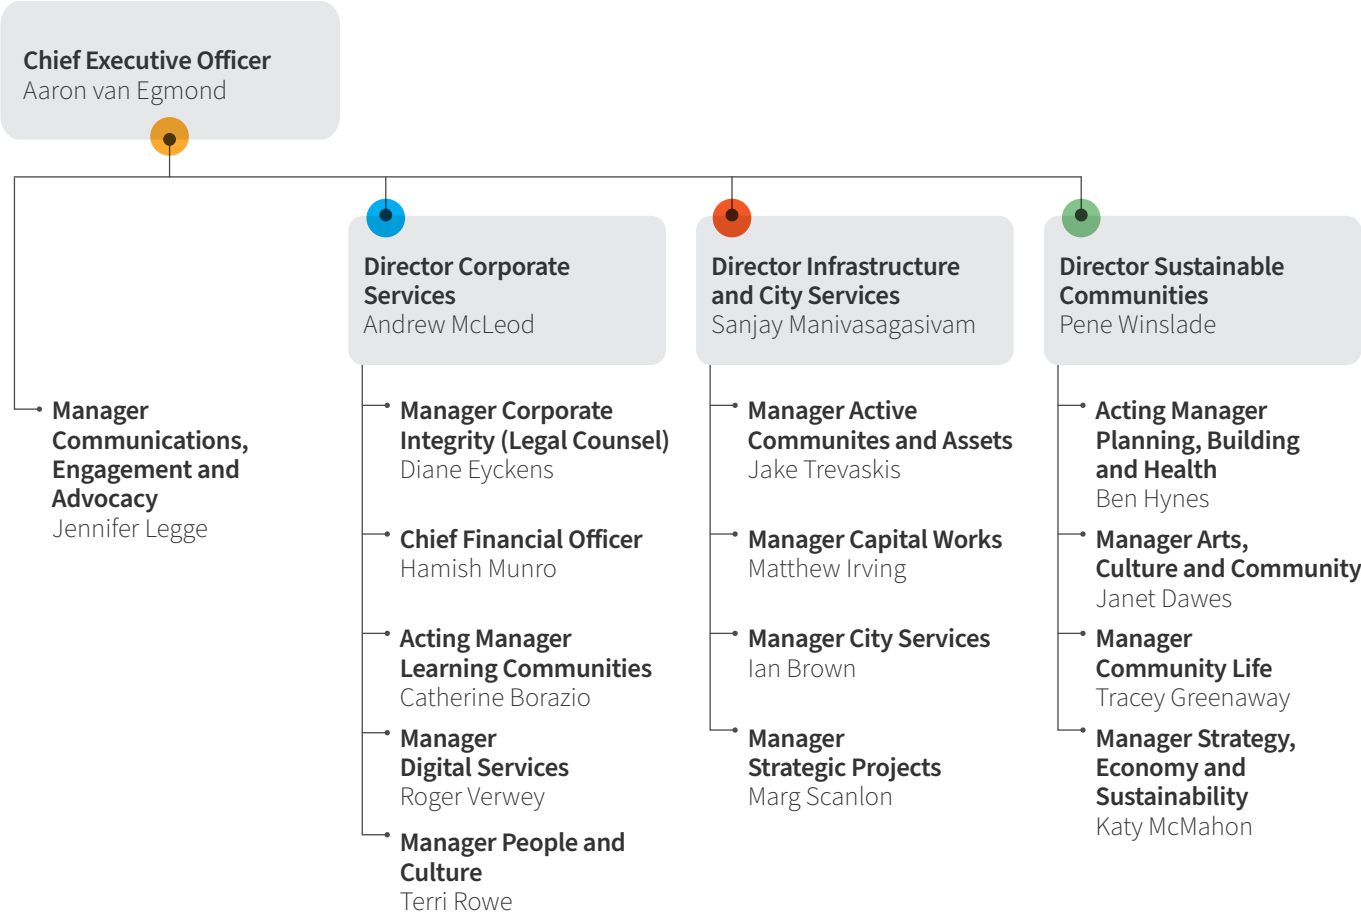 Chief Executive Officer
Aaron van Egmond
Manager
Communications,
Engagement and
Advocacy
Jennifer Legge
Director Corporate
Services
Andrew McLeod
Manager Corporate
Integrity (Legal Counsel)
Diane Eyckens
Chief Financial Officer
Hamish Munro
Acting Manager
Learning Communities
Catherine Borazio
Manager
Digital Services
Roger Verwey
Manager People and
Culture
Terri Rowe
Director Infrastructure
and City Services
Sanjay Manivasagasivam
Manager Active
Communites and Assets
Jake Trevaskis
Manager Capital Works
Matthew Irving
Manager City Services
Ian Brown
Manager
Strategic Projects
Marg Scanlon
Director Sustainable
Communities
Pene Winslade
Acting Manager
Planning, Building
and Health
Ben Hynes
Manager Arts,
Culture and Community
Janet Dawes
Manager
Community Life
Tracey Greenaway
Manager Strategy,
Economy and
Sustainability
Katy McMahon